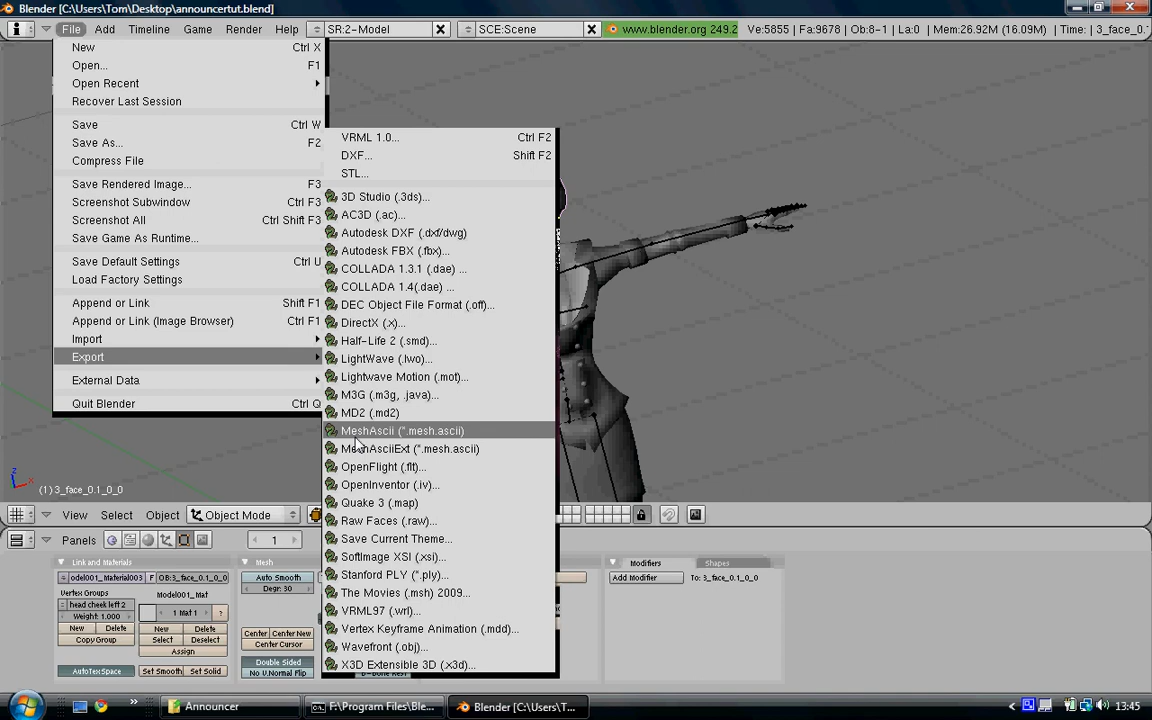 Blender [C:\Users\Tom\Desktop\announcertut.blend]
File Add Timeline Game Render Help SR:2-Model SCE:Scene www.blender.org 249.2 Ve:5855 | Fa:9678 | Ob:8-1 | La:0 | Mem:26.92M (16.09M) | Time: | 3_face_0.1
New Ctrl X
Open... F1
Open Recent
Recover Last Session
Save Ctrl W
Save As... F2
Compress File
Save Rendered Image... F3
Screenshot Subwindow Ctrl F3
Screenshot All Ctrl Shift F3
Save Game As Runtime...
Save Default Settings Ctrl U
Load Factory Settings
Append or Link Shift F1
Append or Link (Image Browser) Ctrl F1
Import
Export
External Data
Quit Blender Ctrl Q
VRML 1.0... Ctrl F2
DXF... Shift F2
STL...
3D Studio (.3ds)...
AC3D (.ac)...
Autodesk DXF (.dxf/dwg)
Autodesk FBX (.fbx)...
COLLADA 1.3.1 (.dae) ...
COLLADA 1.4(.dae) ...
DEC Object File Format (.off)...
DirectX (.x)...
Half-Life 2 (.smd)...
LightWave (.lwo)...
Lightwave Motion (.mot)...
M3G (.m3g, .java)...
MD2 (.md2)
MeshAscii (*.mesh.ascii)
MeshAsciiExt (*.mesh.ascii)
OpenFlight (.flt)...
OpenInventor (.iv)...
Quake 3 (.map)
Raw Faces (.raw)...
Save Current Theme...
SoftImage XSI (.xsi)...
Stanford PLY (*.ply)...
The Movies (.msh) 2009...
VRML97 (.wrl)...
Vertex Keyframe Animation (.mdd)...
Wavefront (.obj)...
X3D Extensible 3D (.x3d)...
z x
(1) 3_face_0.1_0_0
View Select Object Object Mode
Panels 1
Link and Materials
odel001_Material003 F OB:3_face_0.1_0_0
Vertex Groups
head cheek left 2
Weight: 1.000
New Delete
Copy Group
AutoTexSpace
Model001_Mat
1 Mat 1 ?
New Delete
Select Deselect
Assign
Set Smooth Set Solid
Mesh
Auto Smooth
Degr: 30
Center Center New
Center Cursor
Double Sided
No V.Normal Flip
Modifiers Shapes
Add Modifier To: 3_face_0.1_0_0
Announcer F:\Program Files\Ble... Blender [C:\Users\T... 13:45